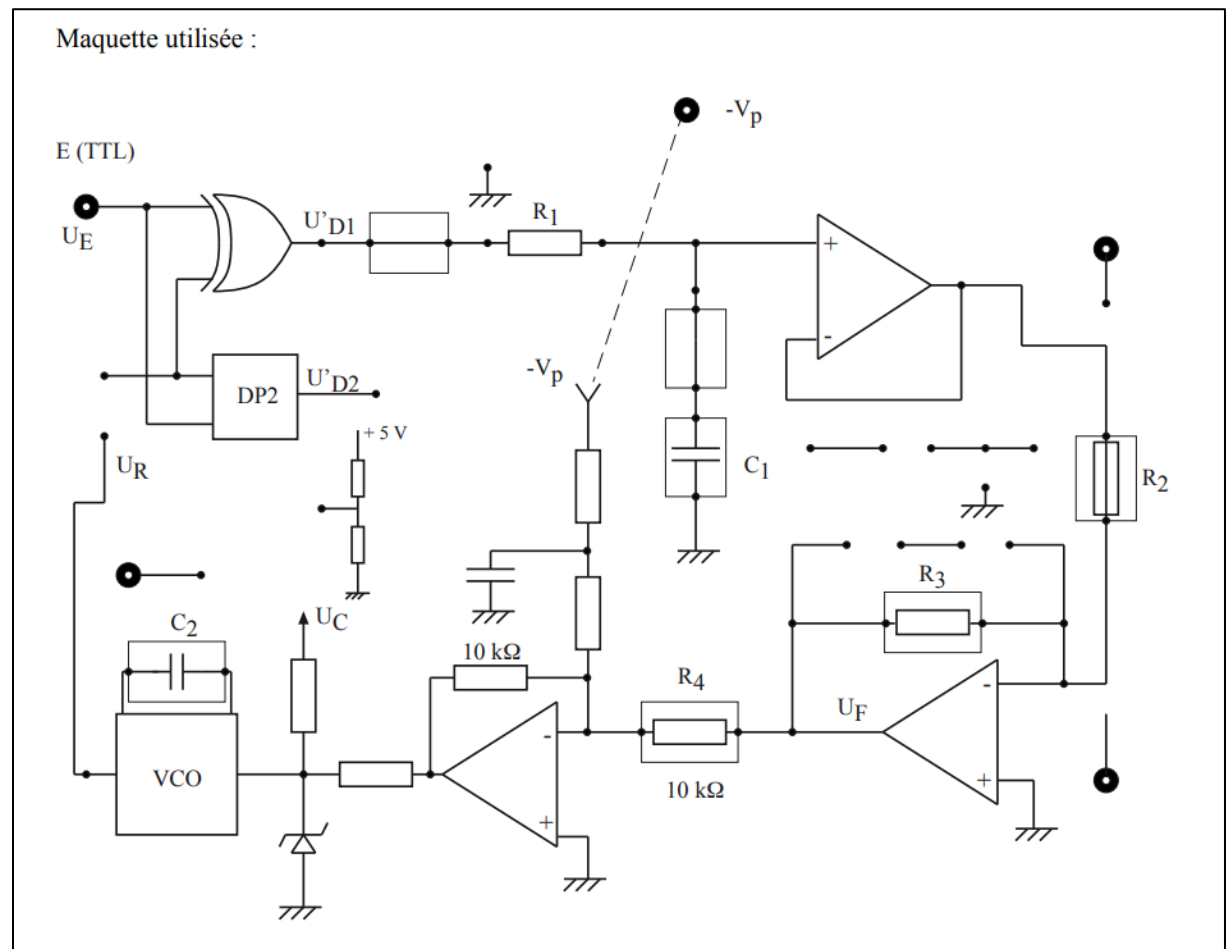 Maquette utilisée :
-Vp
E (TTL)
UE
U'D1
R1
+
-
-Vp
DP2
U'D2
+ 5 V
UR
C1
R2
R3
C2
UC
10 kΩ
R4
UF
-
+
10 kΩ
-
+
VCO